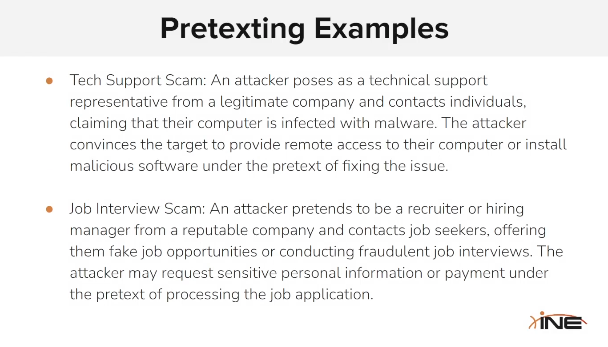 Pretexting Examples
● Tech Support Scam: An attacker poses as a technical support
representative from a legitimate company and contacts individuals,
claiming that their computer is infected with malware. The attacker
convinces the target to provide remote access to their computer or install
malicious software under the pretext of fixing the issue.
● Job Interview Scam: An attacker pretends to be a recruiter or hiring
manager from a reputable company and contacts job seekers, offering
them fake job opportunities or conducting fraudulent job interviews. The
attacker may request sensitive personal information or payment under
the pretext of processing the job application.
INE